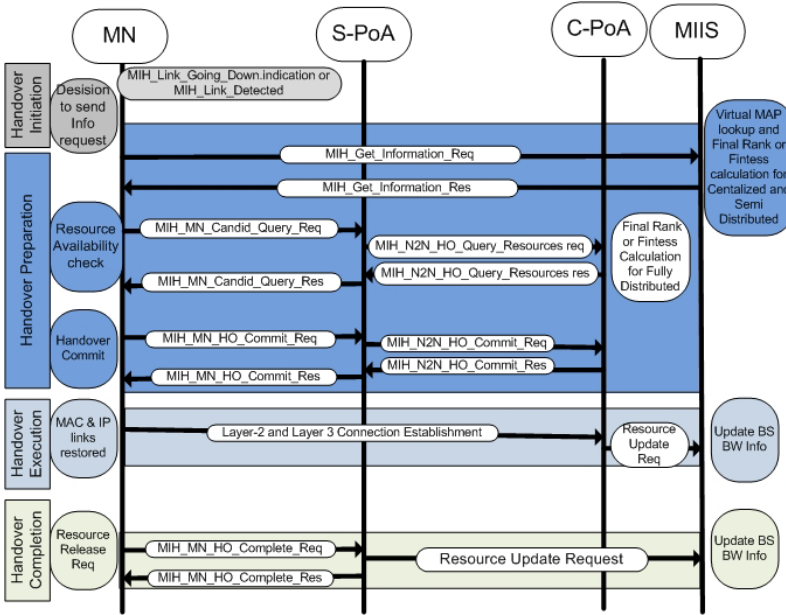 MN
S-PoA
C-PoA
MIIS
Handover
Initiation
Desision
to send
Info
request
MIH_Link_Going_Down.indication or
MIH_Link_Detected
Virtual MAP
lookup and
Final Rank or
Fintess
calculation for
Centalized and
Semi
Distributed
MIH_Get_Information_Req
MIH_Get_Information_Res
Handover Preparation
Resource
Availability
check
MIH_MN_Candid_Query_Req
MIH_N2N_HO_Query_Resources req
MIH_N2N_HO_Query_Resources res
MIH_MN_Candid_Query_Res
Final Rank
or Fintess
Calculation
for Fully
Distributed
Handover
Commit
MIH_MN_HO_Commit_Req
MIH_N2N_HO_Commit_Req
MIH_N2N_HO_Commit_Res
MIH_MN_HO_Commit_Res
Handover
Execution
MAC & IP
links
restored
Layer-2 and Layer 3 Connection Establishment
Resource
Update
Req
Update BS
BW Info
Handover
Completion
Resource
Release
Req
MIH_MN_HO_Complete_Req
MIH_MN_HO_Complete_Res
Resource Update Request
Update BS
BW Info